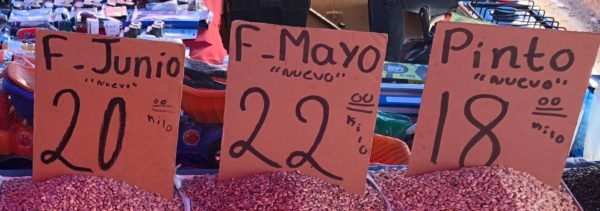 F-Junio
"nuevo"
20 00 kilo
F-Mayo
"nuevo"
22 00 kilo
Pinto
"nuevo"
18 00 kilo